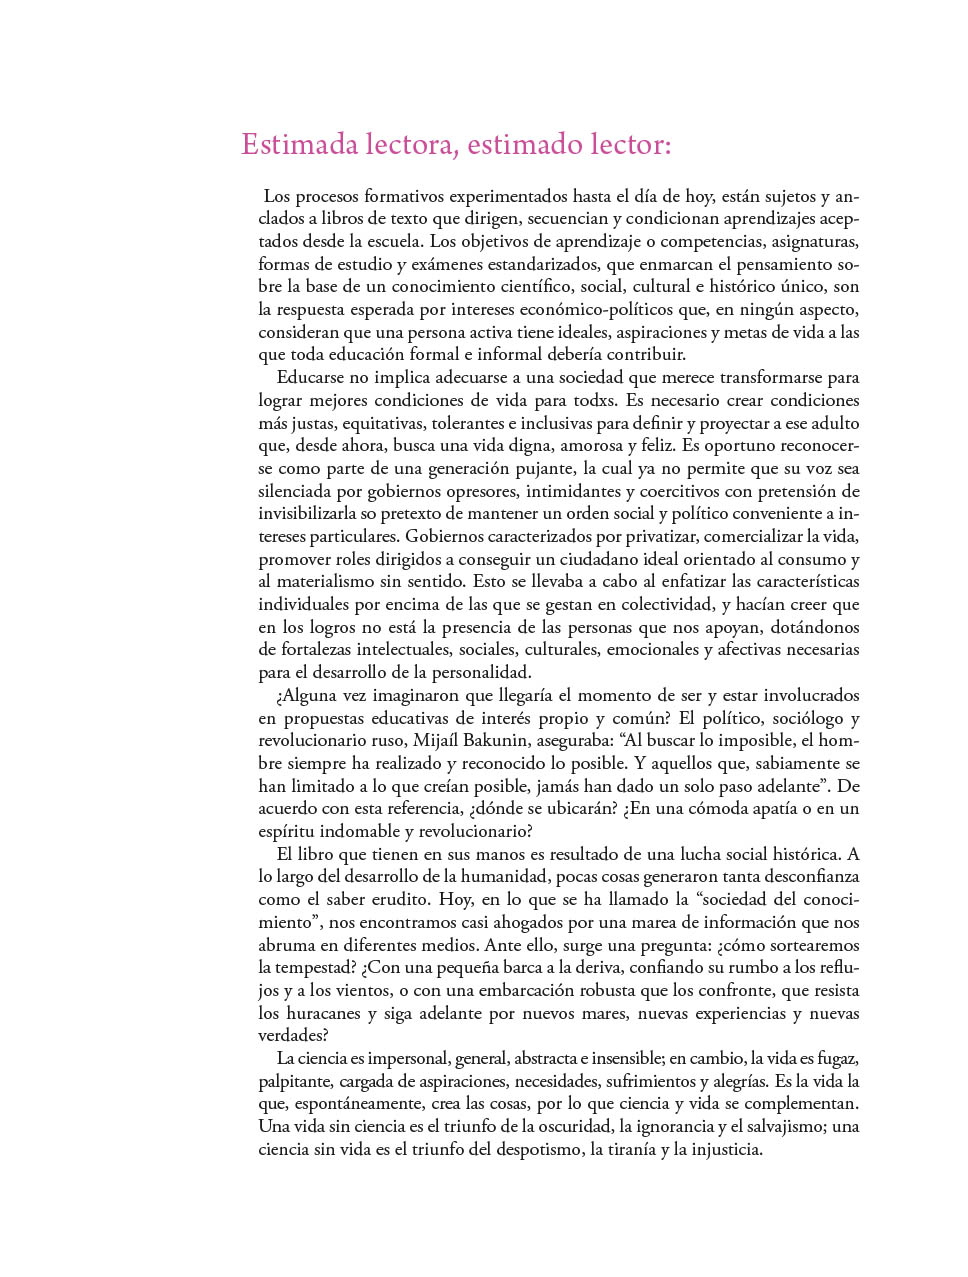 Estimada lectora, estimado lector:
Los procesos formativos experimentados hasta el día de hoy, están sujetos y an-
clados a libros de texto que dirigen, secuencian y condicionan aprendizajes acep-
tados desde la escuela. Los objetivos de aprendizaje o competencias, asignaturas,
formas de estudio y exámenes estandarizados, que enmarcan el pensamiento so-
bre la base de un conocimiento científico, social, cultural e histórico único, son
la respuesta esperada por intereses económico-políticos que, en ningún aspecto,
consideran que una persona activa tiene ideales, aspiraciones y metas de vida a las
que toda educación formal e informal debería contribuir.
Educarse no implica adecuarse a una sociedad que merece transformarse para
lograr mejores condiciones de vida para todxs. Es necesario crear condiciones
más justas, equitativas, tolerantes e inclusivas para definir y proyectar a ese adulto
que, desde ahora, busca una vida digna, amorosa y feliz. Es oportuno reconocer-
se como parte de una generación pujante, la cual ya no permite que su voz sea
silenciada por gobiernos opresores, intimidantes y coercitivos con pretensión de
invisibilizarla so pretexto de mantener un orden social y político conveniente a in-
tereses particulares. Gobiernos caracterizados por privatizar, comercializar la vida,
promover roles dirigidos a conseguir un ciudadano ideal orientado al consumo y
al materialismo sin sentido. Esto se llevaba a cabo al enfatizar las características
individuales por encima de las que se gestan en colectividad, y hacían creer que
en los logros no está la presencia de las personas que nos apoyan, dotándonos
de fortalezas intelectuales, sociales, culturales, emocionales y afectivas necesarias
para el desarrollo de la personalidad.
¿Alguna vez imaginaron que llegaría el momento de ser y estar involucrados
en propuestas educativas de interés propio y común? El político, sociólogo y
revolucionario ruso, Mijaíl Bakunin, aseguraba: “Al buscar lo imposible, el hom-
bre siempre ha realizado y reconocido lo posible. Y aquellos que, sabiamente se
han limitado a lo que creían posible, jamás han dado un solo paso adelante”. De
acuerdo con esta referencia, ¿dónde se ubicarán? ¿En una cómoda apatía o en un
espíritu indomable y revolucionario?
El libro que tienen en sus manos es resultado de una lucha social histórica. A
lo largo del desarrollo de la humanidad, pocas cosas generaron tanta desconfianza
como el saber erudito. Hoy, en lo que se ha llamado la “sociedad del conoci-
miento”, nos encontramos casi ahogados por una marea de información que nos
abruma en diferentes medios. Ante ello, surge una pregunta: ¿cómo sortearemos
la tempestad? ¿Con una pequeña barca a la deriva, confiando su rumbo a los reflu-
jos y a los vientos, o con una embarcación robusta que los confronte, que resista
los huracanes y siga adelante por nuevos mares, nuevas experiencias y nuevas
verdades?
La ciencia es impersonal, general, abstracta e insensible; en cambio, la vida es fugaz,
palpitante, cargada de aspiraciones, necesidades, sufrimientos y alegrías. Es la vida la
que, espontáneamente, crea las cosas, por lo que ciencia y vida se complementan.
Una vida sin ciencia es el triunfo de la oscuridad, la ignorancia y el salvajismo; una
ciencia sin vida es el triunfo del despotismo, la tiranía y la injusticia.